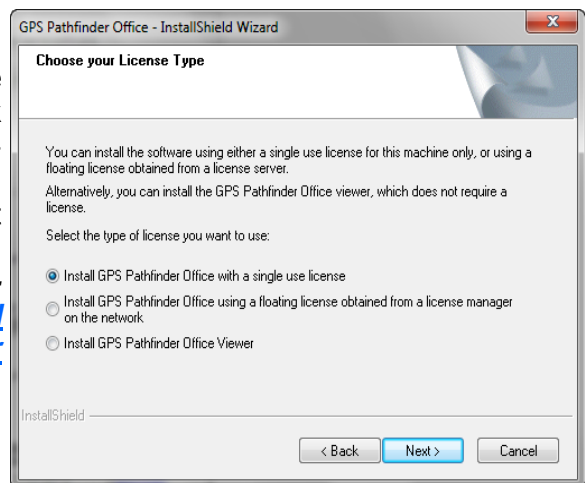 GPS Pathfinder Office - InstallShield Wizard
Choose your License Type
You can install the software using either a single use license for this machine only, or using a
floating license obtained from a license server.
Alternatively, you can install the GPS Pathfinder Office viewer, which does not require a
license.
Select the type of license you want to use:
Install GPS Pathfinder Office with a single use license
Install GPS Pathfinder Office using a floating license obtained from a license manager
on the network
Install GPS Pathfinder Office Viewer
InstallShield
< Back Next > Cancel